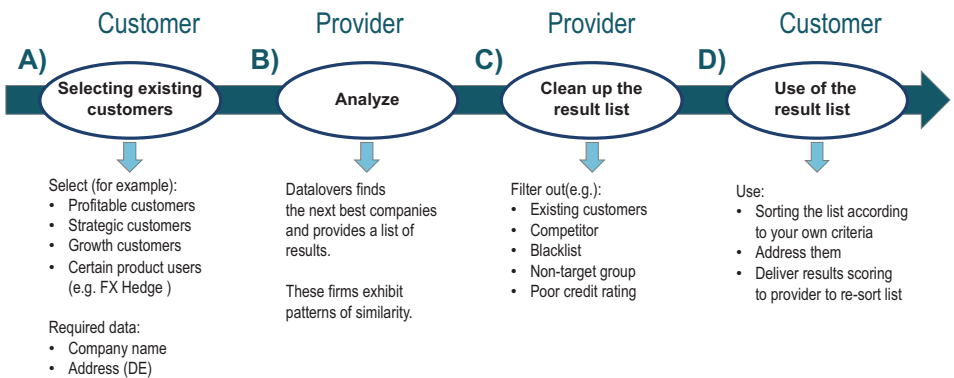 Customer
Provider
Provider
Customer
A)
Selecting existing
customers
B)
Analyze
C)
Clean up the
result list
D)
Use of the
result list
Select (for example):
• Profitable customers
• Strategic customers
• Growth customers
• Certain product users
(e.g. FX Hedge )
Required data:
• Company name
• Address (DE)
Datalovers finds
the next best companies
and provides a list of
results.
These firms exhibit
patterns of similarity.
Filter out(e.g.):
• Existing customers
• Competitor
• Blacklist
• Non-target group
• Poor credit rating
Use:
• Sorting the list according
to your own criteria
• Address them
• Deliver results scoring
to provider to re-sort list